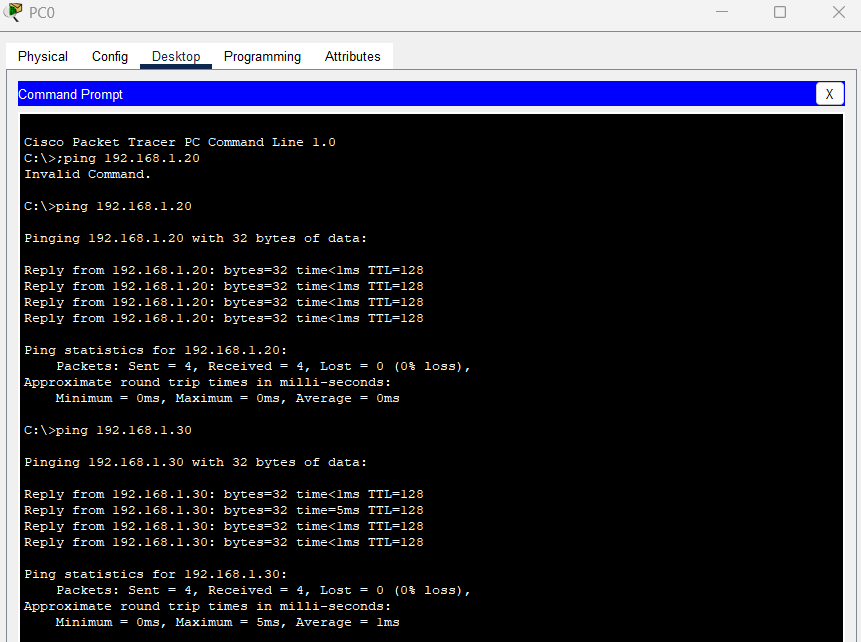 PC0
Physical Config Desktop Programming Attributes
Command Prompt
X
Cisco Packet Tracer PC Command Line 1.0
C:\>;ping 192.168.1.20
Invalid Command.
C:\>ping 192.168.1.20
Pinging 192.168.1.20 with 32 bytes of data:
Reply from 192.168.1.20: bytes=32 time<1ms TTL=128
Reply from 192.168.1.20: bytes=32 time<1ms TTL=128
Reply from 192.168.1.20: bytes=32 time<1ms TTL=128
Reply from 192.168.1.20: bytes=32 time<1ms TTL=128
Ping statistics for 192.168.1.20:
Packets: Sent = 4, Received = 4, Lost = 0 (0% loss),
Approximate round trip times in milli-seconds:
Minimum = 0ms, Maximum = 0ms, Average = 0ms
C:\>ping 192.168.1.30
Pinging 192.168.1.30 with 32 bytes of data:
Reply from 192.168.1.30: bytes=32 time<1ms TTL=128
Reply from 192.168.1.30: bytes=32 time=5ms TTL=128
Reply from 192.168.1.30: bytes=32 time<1ms TTL=128
Reply from 192.168.1.30: bytes=32 time<1ms TTL=128
Ping statistics for 192.168.1.30:
Packets: Sent = 4, Received = 4, Lost = 0 (0% loss),
Approximate round trip times in milli-seconds:
Minimum = 0ms, Maximum = 5ms, Average = 1ms